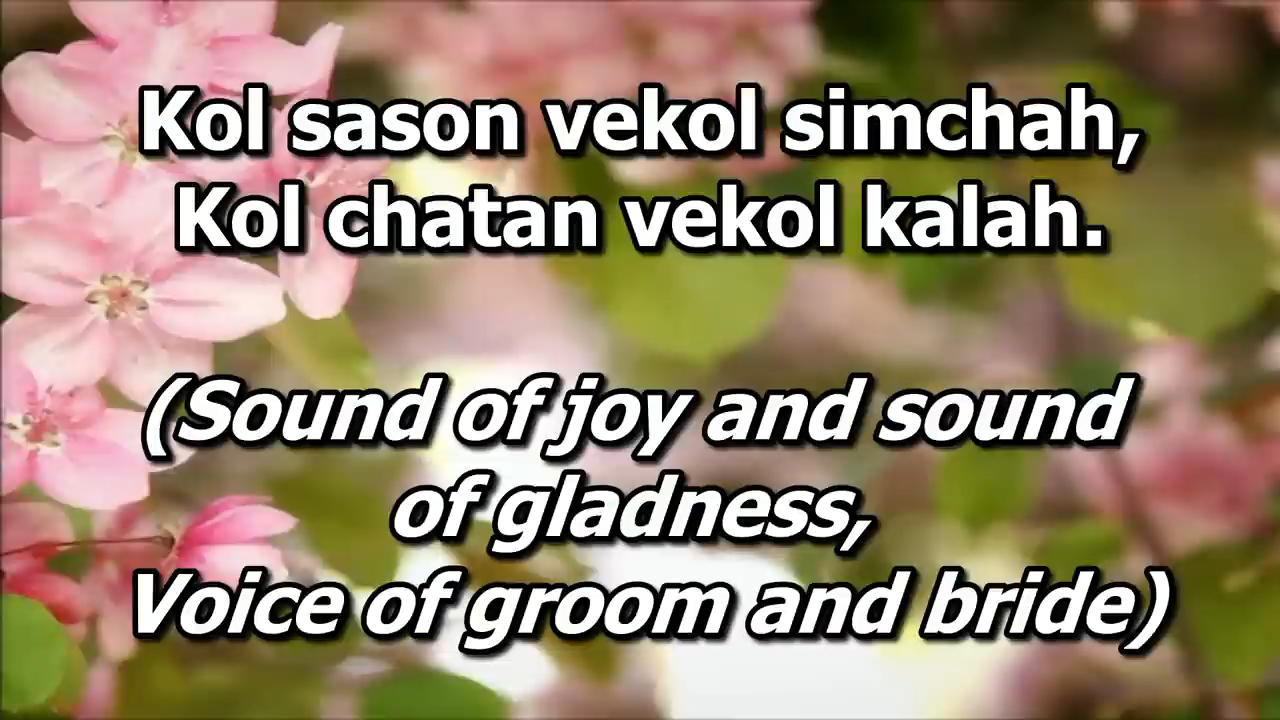 Kol sason vekol simchah,
Kol chatan vekol kalah.
(Sound of joy and sound
of gladness,
Voice of groom and bride)